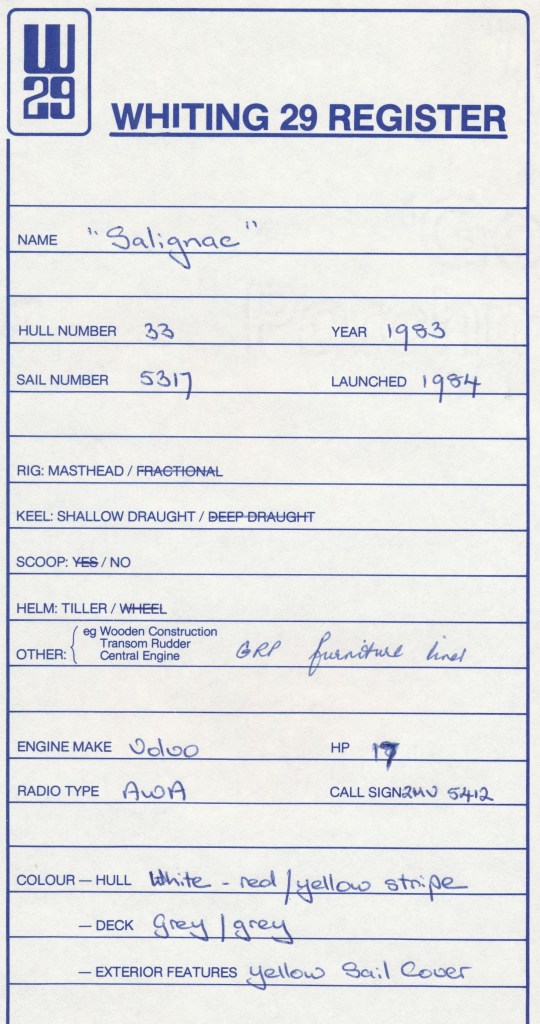 W
29
WHITING 29 REGISTER
NAME "Salignac"
HULL NUMBER 33 YEAR 1983
SAIL NUMBER 5317 LAUNCHED 1984
RIG: MASTHEAD / FRACTIONAL
KEEL: SHALLOW DRAUGHT / DEEP DRAUGHT
SCOOP: YES / NO
HELM: TILLER / WHEEL
eg Wooden Construction
Transom Rudder
OTHER: Central Engine GRP furniture
ENGINE MAKE Volvo HP 17
RADIO TYPE AWA CALL SIGN 5412
COLOUR — HULL White - red/yellow stripe
— DECK Grey / grey
— EXTERIOR FEATURES yellow Sail Cover